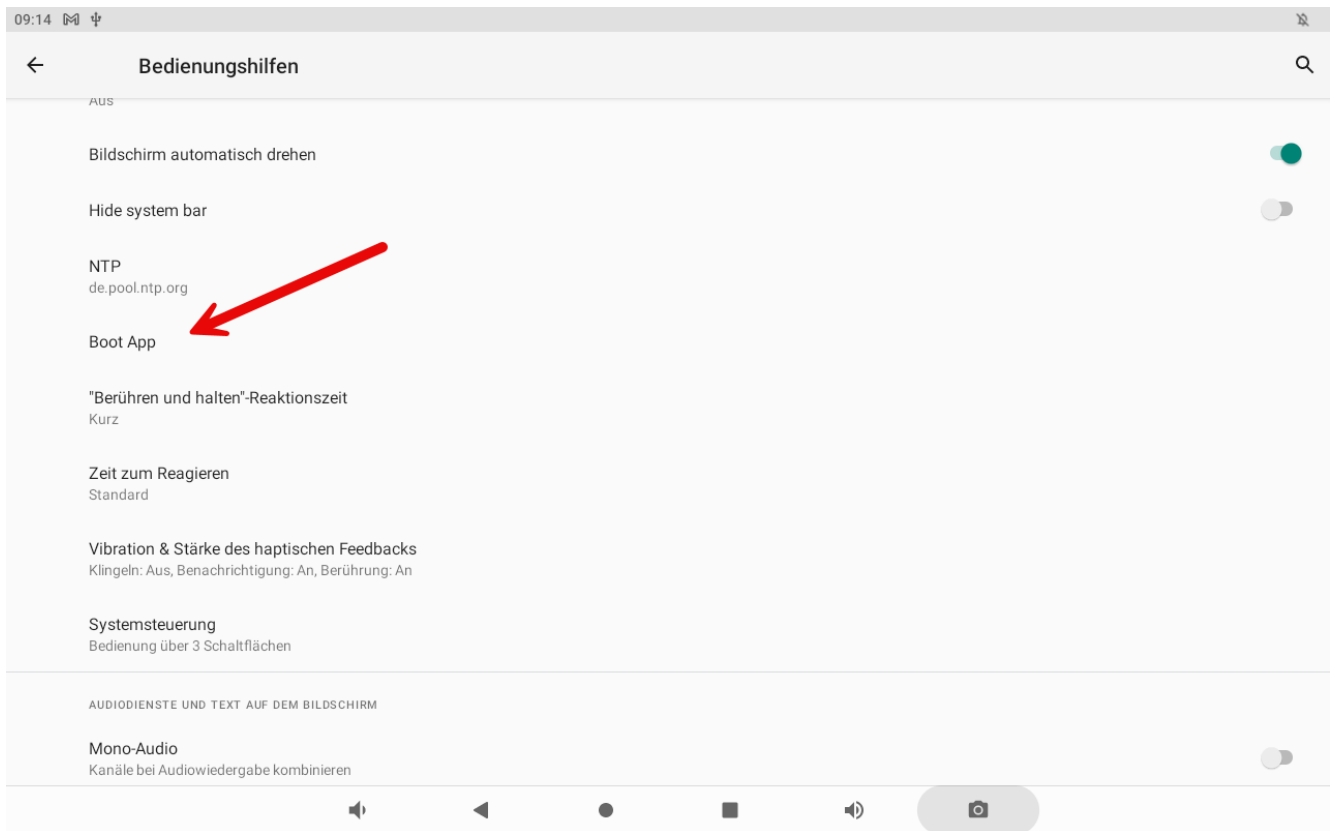 09:14
Bedienungshilfen
Aus
Bildschirm automatisch drehen
Hide system bar
NTP
de.pool.ntp.org
Boot App
"Berühren und halten"-Reaktionszeit
Kurz
Zeit zum Reagieren
Standard
Vibration & Stärke des haptischen Feedbacks
Klingeln: Aus, Benachrichtigung: An, Berührung: An
Systemsteuerung
Bedienung über 3 Schaltflächen
AUDIODIENSTE UND TEXT AUF DEM BILDSCHIRM
Mono-Audio
Kanäle bei Audiowiedergabe kombinieren